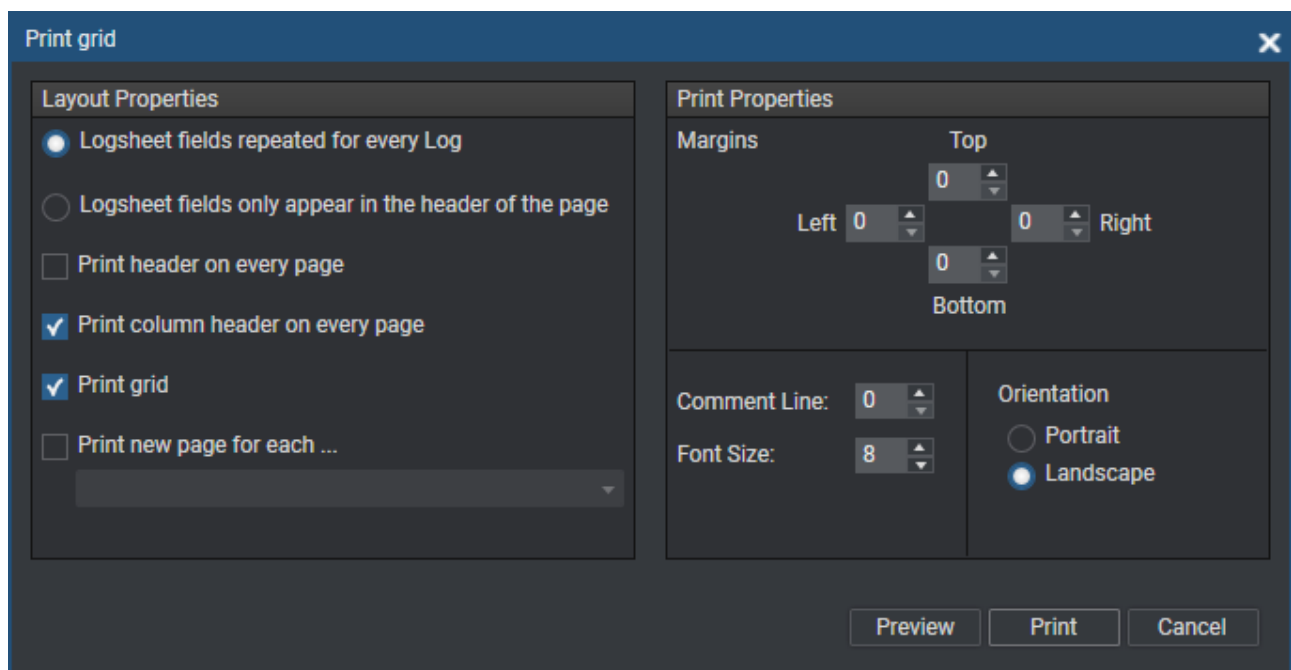 Print grid
Layout Properties
Logsheet fields repeated for every Log
Logsheet fields only appear in the header of the page
Print header on every page
Print column header on every page
Print grid
Print new page for each ...
Print Properties
Margins
Top
0
Left 0
0 Right
0
Bottom
Comment Line: 0
Font Size: 8
Orientation
Portrait
Landscape
Preview Print Cancel